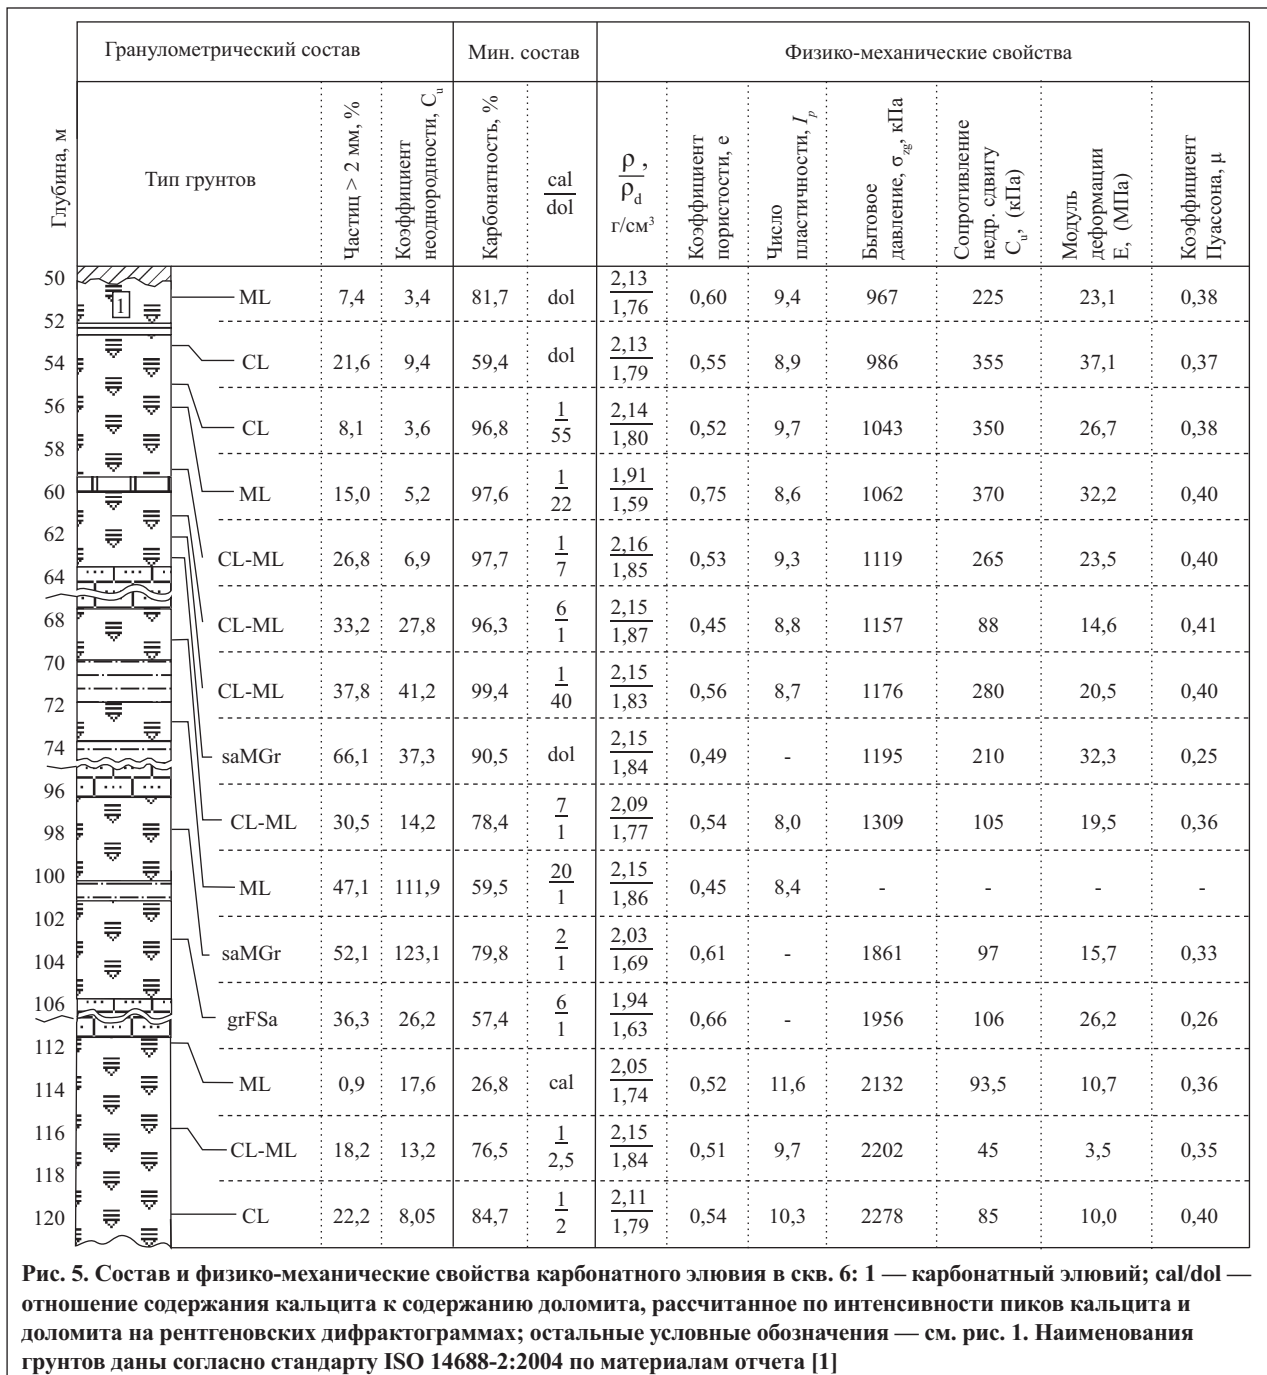 Гранулометрический состав
Мин. состав
Физико-механические свойства
Глубина, м
Тип грунтов
Частиц > 2 мм, %
Коэффициент неоднородности, Cu
Карбонатность, %
cal
dol
ρ,
ρd
г/см³
Коэффициент пористости, e
Число пластичности, Ip
Бытовое давление, σzg, кПа
Сопротивление недр. сдвигу Cu, (кПа)
Модуль деформации E, (МПа)
Коэффициент Пуассона, μ
50
52
54
56
58
60
62
64
68
70
72
74
96
98
100
102
104
106
112
114
116
118
120
1
ML 7,4 3,4 81,7 dol 2,13/1,76 0,60 9,4 967 225 23,1 0,38
CL 21,6 9,4 59,4 dol 2,13/1,79 0,55 8,9 986 355 37,1 0,37
CL 8,1 3,6 96,8 1/55 2,14/1,80 0,52 9,7 1043 350 26,7 0,38
ML 15,0 5,2 97,6 1/22 1,91/1,59 0,75 8,6 1062 370 32,2 0,40
CL-ML 26,8 6,9 97,7 1/7 2,16/1,85 0,53 9,3 1119 265 23,5 0,40
CL-ML 33,2 27,8 96,3 6/1 2,15/1,87 0,45 8,8 1157 88 14,6 0,41
CL-ML 37,8 41,2 99,4 1/40 2,15/1,83 0,56 8,7 1176 280 20,5 0,40
saMGr 66,1 37,3 90,5 dol 2,15/1,84 0,49 - 1195 210 32,3 0,25
CL-ML 30,5 14,2 78,4 7/1 2,09/1,77 0,54 8,0 1309 105 19,5 0,36
ML 47,1 111,9 59,5 20/1 2,15/1,86 0,45 8,4 - - - -
saMGr 52,1 123,1 79,8 2/1 2,03/1,69 0,61 - 1861 97 15,7 0,33
grFSa 36,3 26,2 57,4 6/1 1,94/1,63 0,66 - 1956 106 26,2 0,26
ML 0,9 17,6 26,8 cal 2,05/1,74 0,52 11,6 2132 93,5 10,7 0,36
CL-ML 18,2 13,2 76,5 1/2,5 2,15/1,84 0,51 9,7 2202 45 3,5 0,35
CL 22,2 8,05 84,7 1/2 2,11/1,79 0,54 10,3 2278 85 10,0 0,40
Рис. 5. Состав и физико-механические свойства карбонатного элювия в скв. 6: 1 — карбонатный элювий; cal/dol —
отношение содержания кальцита к содержанию доломита, рассчитанное по интенсивности пиков кальцита и
доломита на рентгеновских дифрактограммах; остальные условные обозначения — см. рис. 1. Наименования
грунтов даны согласно стандарту ISO 14688-2:2004 по материалам отчета [1]